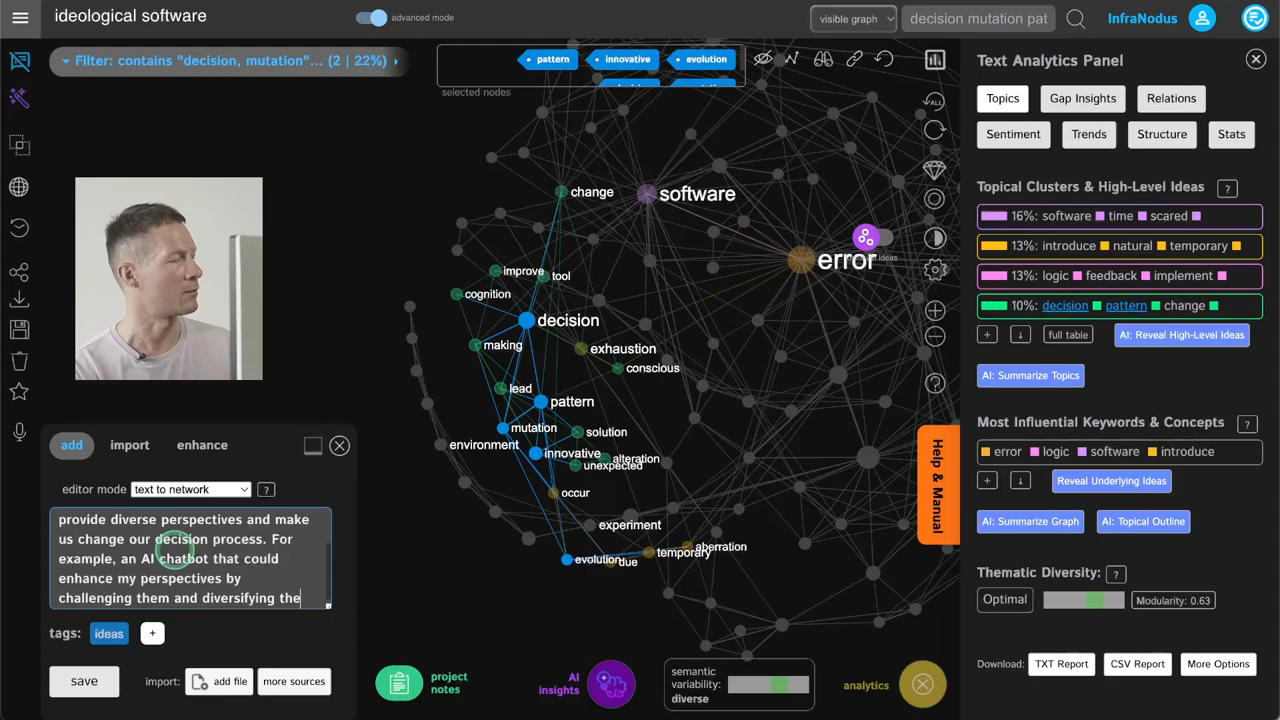 ideological software
advanced mode
visible graph
decision mutation pat
InfraNodus
Filter: contains "decision, mutation"... (2 | 22%)
pattern
innovative
evolution
selected nodes
change
software
error
improve
tool
cognition
decision
making
exhaustion
conscious
lead
pattern
mutation
solution
environment
innovative
alteration
unexpected
occur
experiment
evolution
due
temporary
aberration
add
import
enhance
editor mode
text to network
?
provide diverse perspectives and make
us change our decision process. For
example, an AI chatbot that could
enhance my perspectives by
challenging them and diversifying the
tags:
ideas
+
save
import:
add file
more sources
project
notes
AI
insights
semantic
variability:
diverse
analytics
ALL
Help & Manual
Text Analytics Panel
Topics
Gap Insights
Relations
Sentiment
Trends
Structure
Stats
Topical Clusters & High-Level Ideas
?
16%: software time scared
13%: introduce natural temporary
13%: logic feedback implement
10%: decision pattern change
+
↓
full table
AI: Reveal High-Level Ideas
AI: Summarize Topics
Most Influential Keywords & Concepts
?
error logic software introduce
+
↓
Reveal Underlying Ideas
AI: Summarize Graph
AI: Topical Outline
Thematic Diversity:
?
Optimal
Modularity: 0.63
Download:
TXT Report
CSV Report
More Options